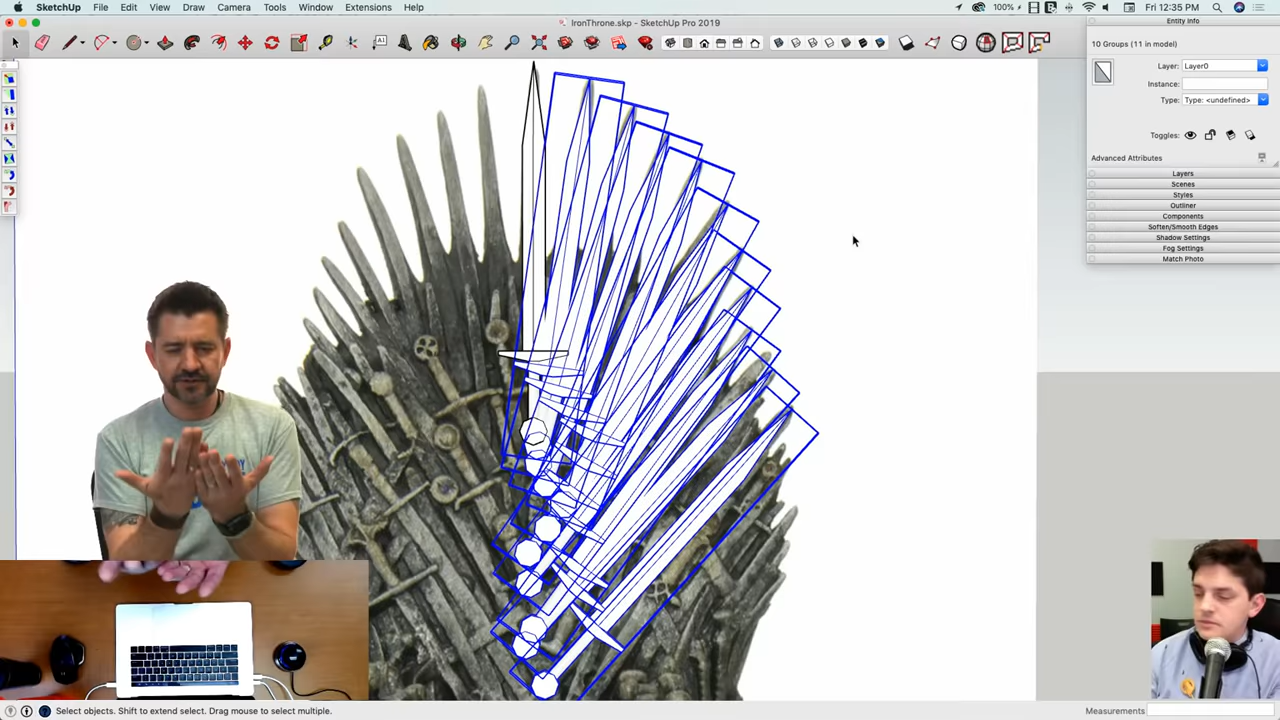 SketchUp File Edit View Draw Camera Tools Window Extensions Help
100% Fri 12:35 PM
IronThrone.skp - SketchUp Pro 2019
Entity Info
10 Groups (11 in model)
Layer: Layer0
Instance:
Type: Type: <undefined>
Toggles:
Advanced Attributes
Layers
Scenes
Styles
Outliner
Components
Soften/Smooth Edges
Shadow Settings
Fog Settings
Match Photo
Select objects. Shift to extend select. Drag mouse to select multiple.
Measurements